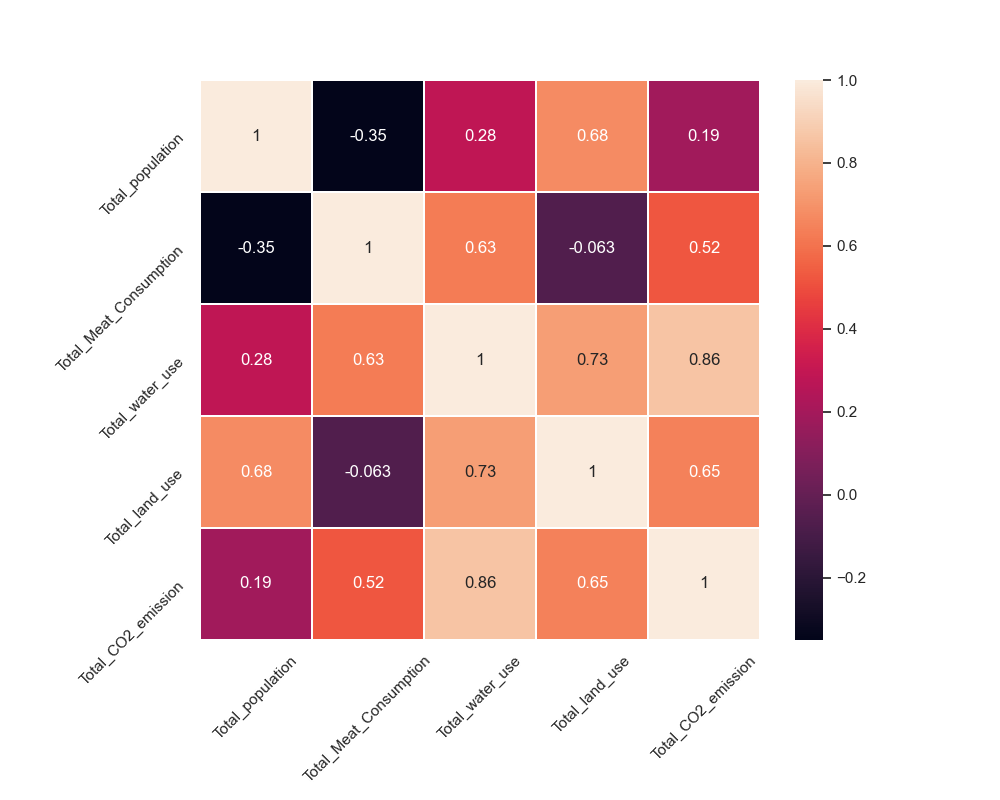 Total_population 1 -0.35 0.28 0.68 0.19
Total_Meat_Consumption -0.35 1 0.63 -0.063 0.52
Total_water_use 0.28 0.63 1 0.73 0.86
Total_land_use 0.68 -0.063 0.73 1 0.65
Total_CO2_emission 0.19 0.52 0.86 0.65 1
Total_population
Total_Meat_Consumption
Total_water_use
Total_land_use
Total_CO2_emission
1.0
0.8
0.6
0.4
0.2
0.0
−0.2